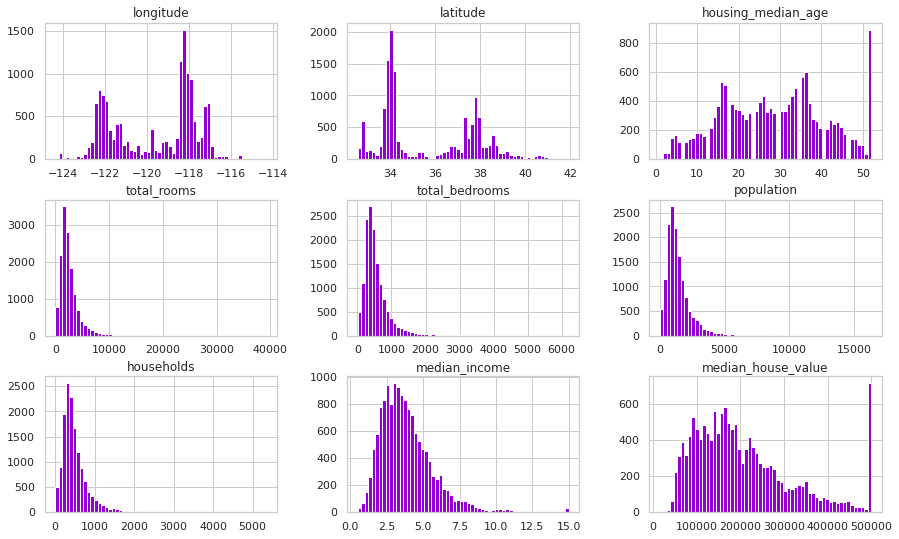 longitude
latitude
housing_median_age
1500
1000
500
0
−124 −122 −120 −118 −116 −114
2000
1500
1000
500
0
34 36 38 40 42
800
600
400
200
0
0 10 20 30 40 50
total_rooms
total_bedrooms
population
3000
2000
1000
0
0 10000 20000 30000 40000
2500
2000
1500
1000
500
0
0 1000 2000 3000 4000 5000 6000
2500
2000
1500
1000
500
0
0 5000 10000 15000
households
median_income
median_house_value
2500
2000
1500
1000
500
0
0 1000 2000 3000 4000 5000
1000
800
600
400
200
0
0.0 2.5 5.0 7.5 10.0 12.5 15.0
600
400
200
0
0 100000 200000 300000 400000 500000